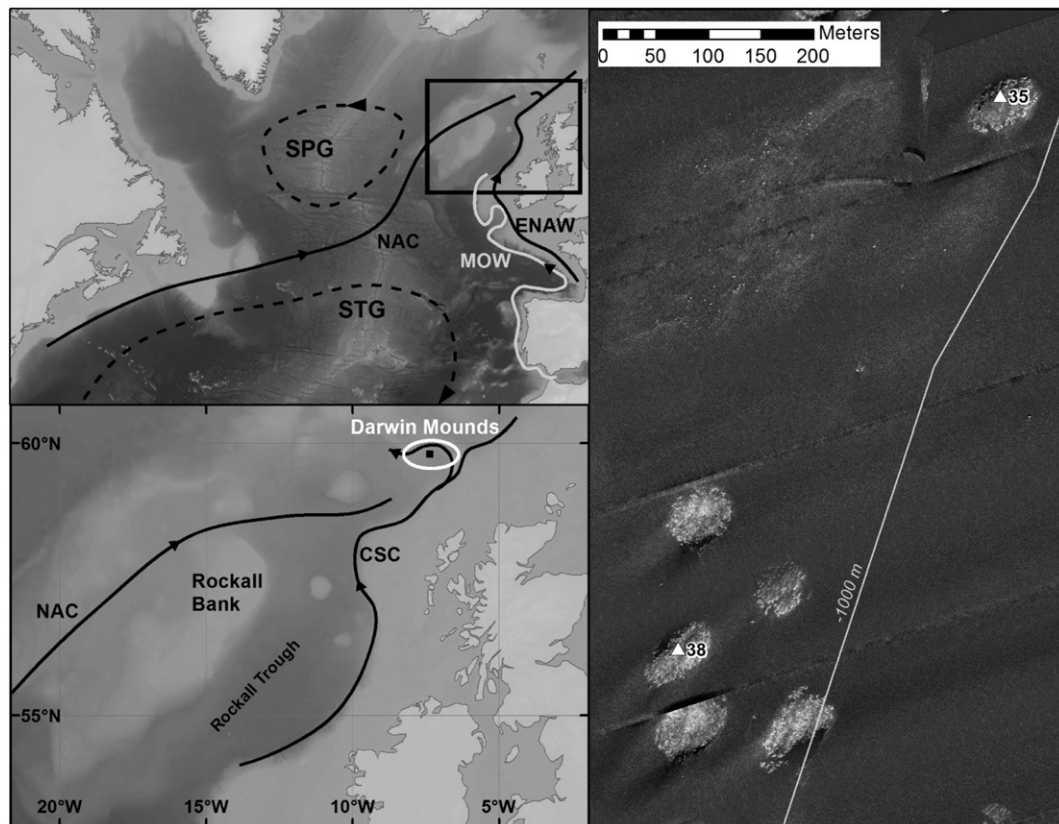 SPG
NAC
ENAW
MOW
STG
60°N
Darwin Mounds
CSC
NAC
Rockall
Bank
Rockall Trough
55°N
20°W
15°W
10°W
5°W
Meters
0
50
100
150
200
35
-1000 m
38